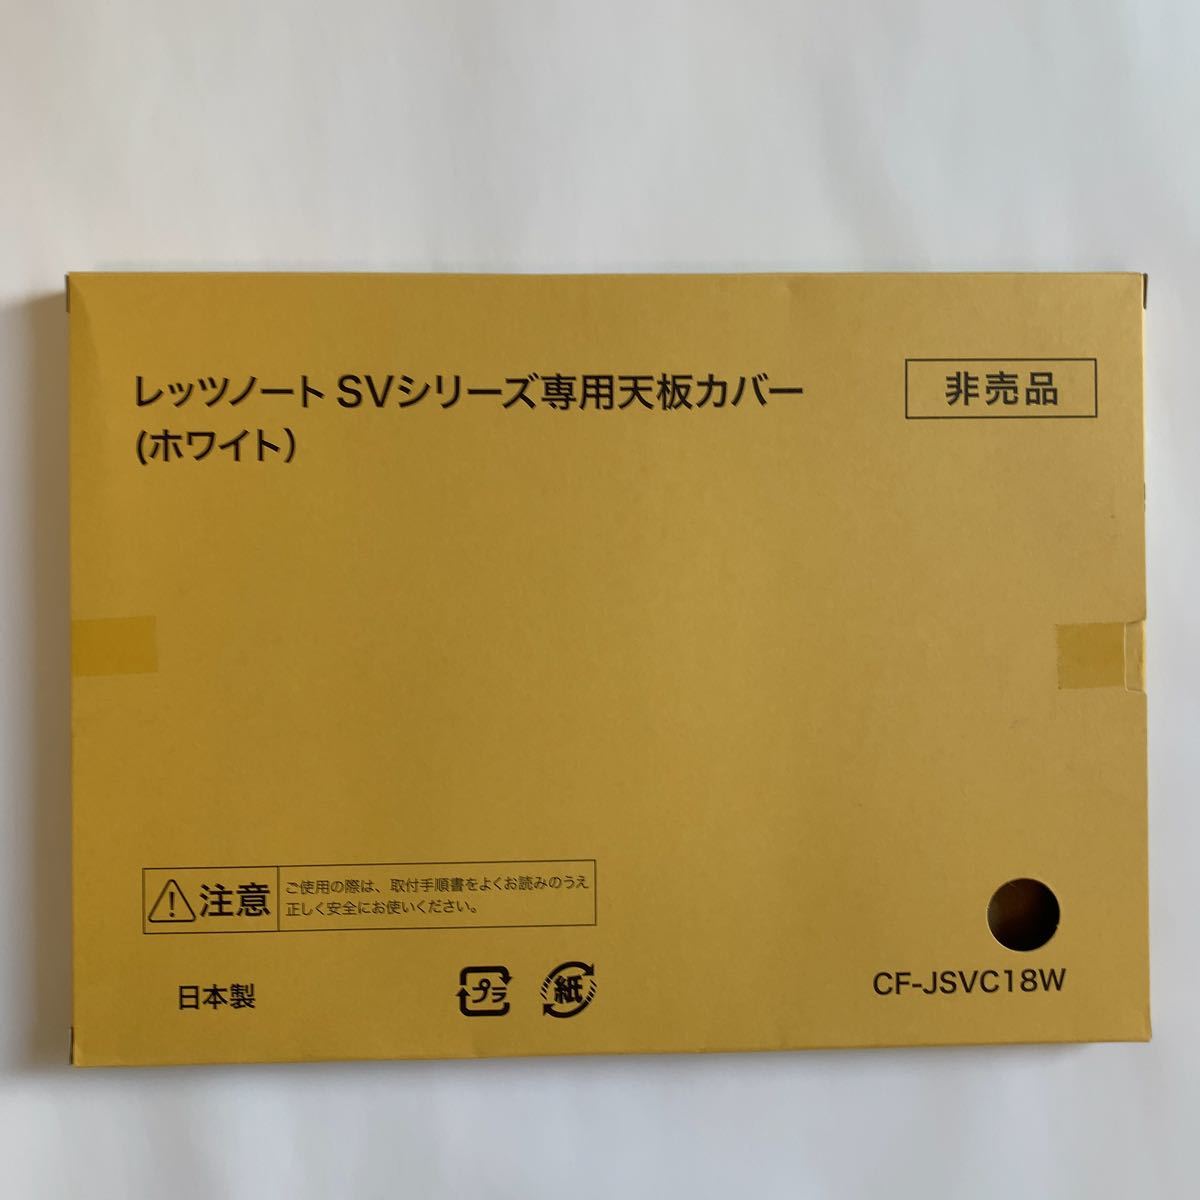 レッツノート SVシリーズ専用天板カバー
(ホワイト)
非売品
注意
ご使用の際は、取付手順書をよくお読みのうえ
正しく安全にお使いください。
日本製
プラ
紙
CF-JSVC18W